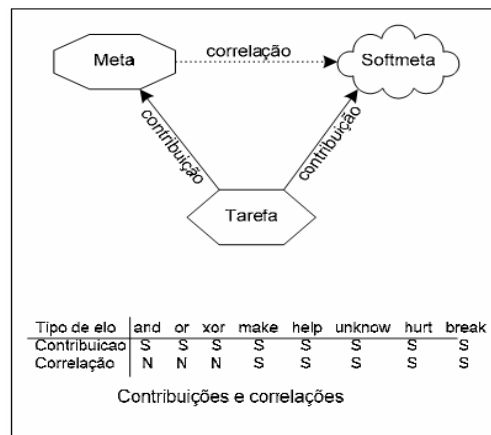 correlação
Meta
Softmeta
contribuição
contribuição
Tarefa
Tipo de elo and or xor make help unknow hurt break
Contribuicao S S S S S S S S
Correlação N N N S S S S S
Contribuições e correlações